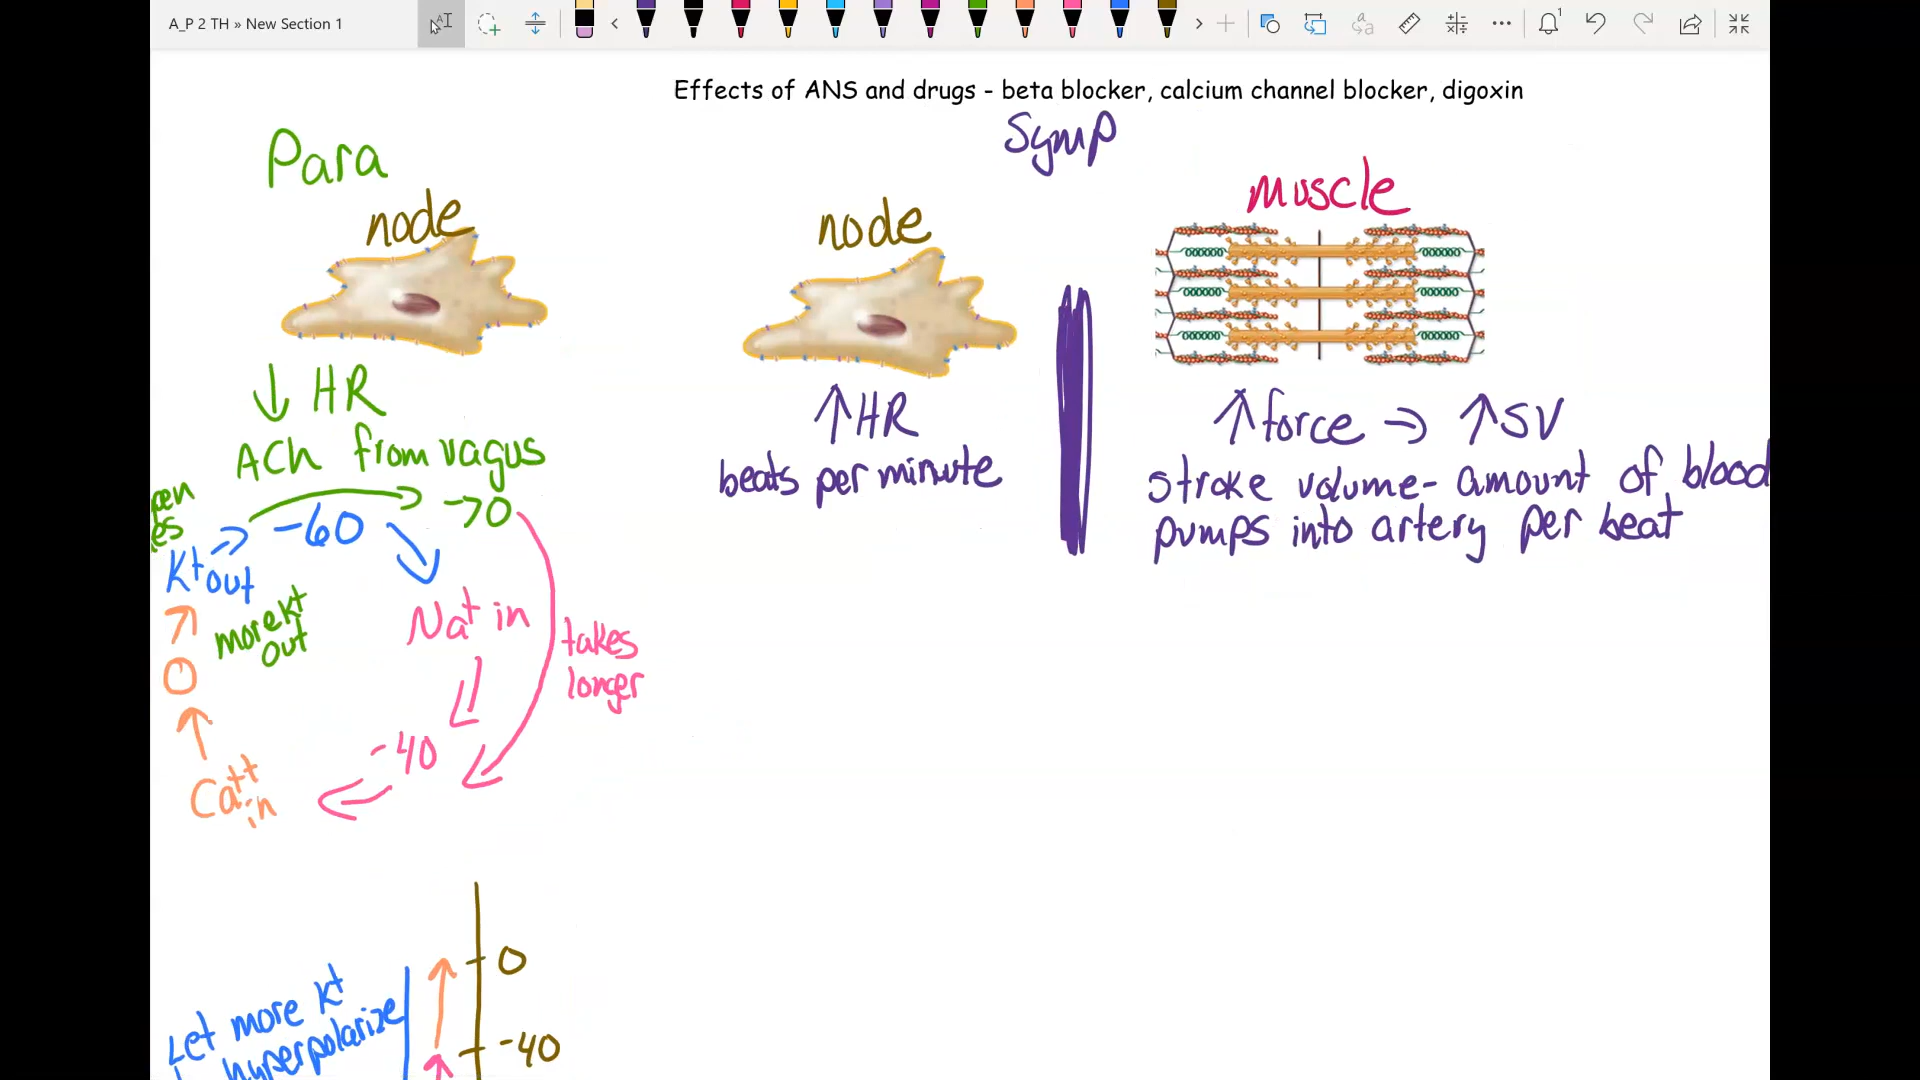 A_P 2 TH » New Section 1
Effects of ANS and drugs - beta blocker, calcium channel blocker, digoxin
Symp
Para
node
node
muscle
↓ HR
ACh from vagus
pen
es
-60
-70
K+ out
more K+
out
Na+ in
takes
longer
-40
Ca++
in
0
↑ HR
beats per minute
↑ force → ↑ SV
stroke volume- amount of blood
pumps into artery per beat
0
-40
Let more K+
hyperpolarize